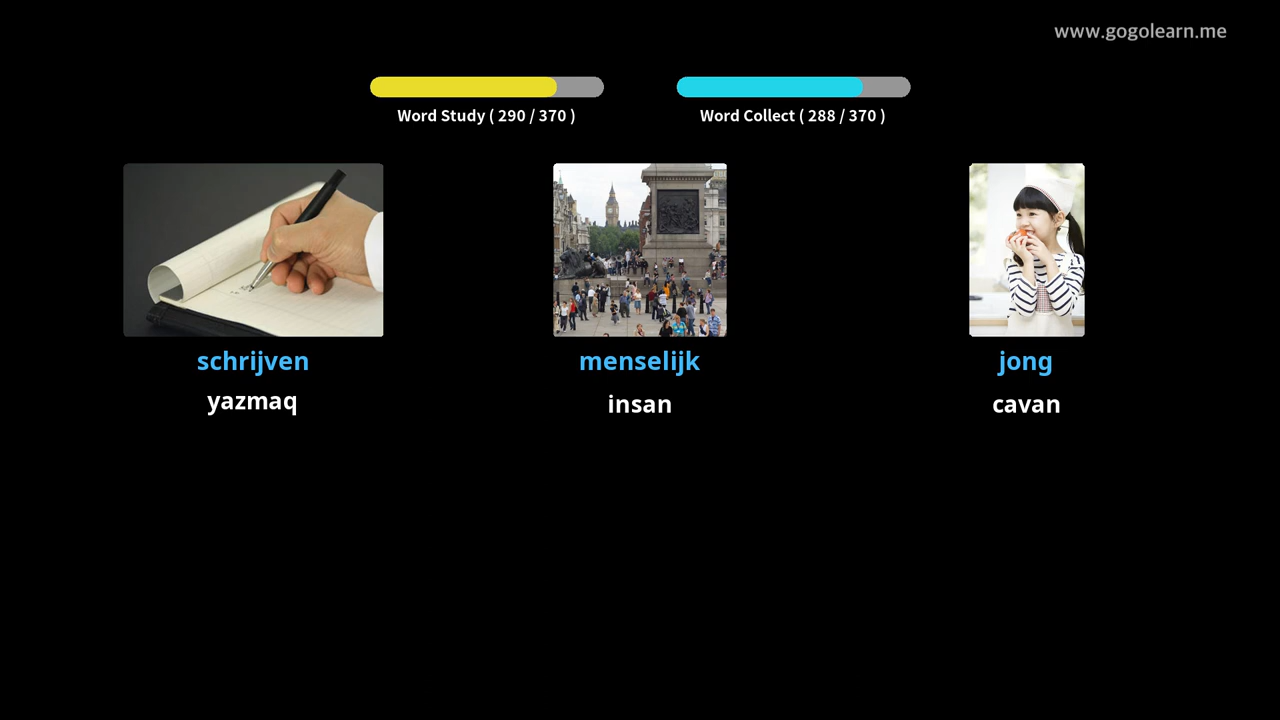 www.gogolearn.me
Word Study ( 290 / 370 )
Word Collect ( 288 / 370 )
schrijven
yazmaq
menselijk
insan
jong
cavan